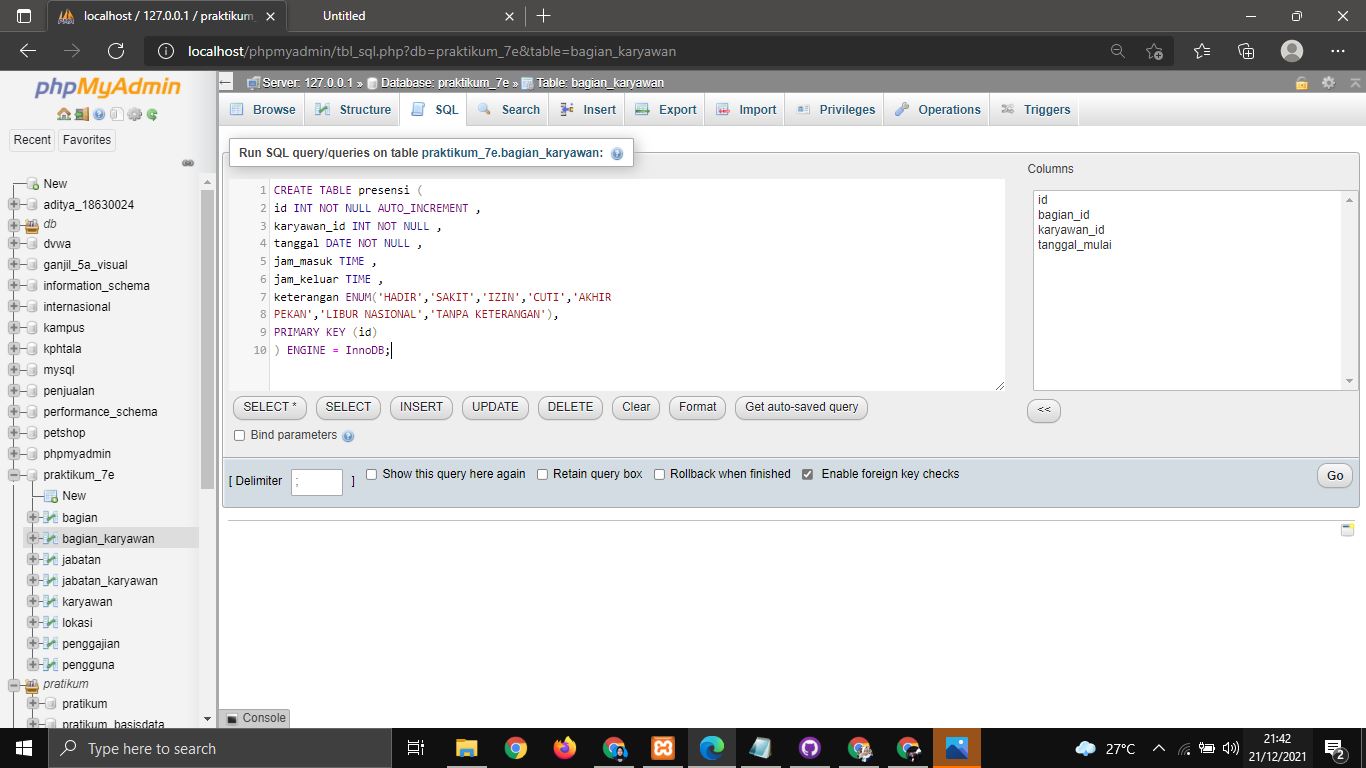 localhost / 127.0.0.1 / praktikum_
Untitled
localhost/phpmyadmin/tbl_sql.php?db=praktikum_7e&table=bagian_karyawan
phpMyAdmin
Recent
Favorites
New
aditya_18630024
db
dvwa
ganjil_5a_visual
information_schema
internasional
kampus
kphtala
mysql
penjualan
performance_schema
petshop
phpmyadmin
praktikum_7e
New
bagian
bagian_karyawan
jabatan
jabatan_karyawan
karyawan
lokasi
penggajian
pengguna
pratikum
pratikum
pratikum_basisdata
Server: 127.0.0.1 » Database: praktikum_7e » Table: bagian_karyawan
Browse
Structure
SQL
Search
Insert
Export
Import
Privileges
Operations
Triggers
Run SQL query/queries on table praktikum_7e.bagian_karyawan:
1 CREATE TABLE presensi (
2 id INT NOT NULL AUTO_INCREMENT ,
3 karyawan_id INT NOT NULL ,
4 tanggal DATE NOT NULL ,
5 jam_masuk TIME ,
6 jam_keluar TIME ,
7 keterangan ENUM('HADIR','SAKIT','IZIN','CUTI','AKHIR
8 PEKAN','LIBUR NASIONAL','TANPA KETERANGAN'),
9 PRIMARY KEY (id)
10 ) ENGINE = InnoDB;
Columns
id
bagian_id
karyawan_id
tanggal_mulai
SELECT *
SELECT
INSERT
UPDATE
DELETE
Clear
Format
Get auto-saved query
<<
Bind parameters
[ Delimiter ; ]
Show this query here again
Retain query box
Rollback when finished
Enable foreign key checks
Go
Console
Type here to search
27°C
21:42
21/12/2021
2